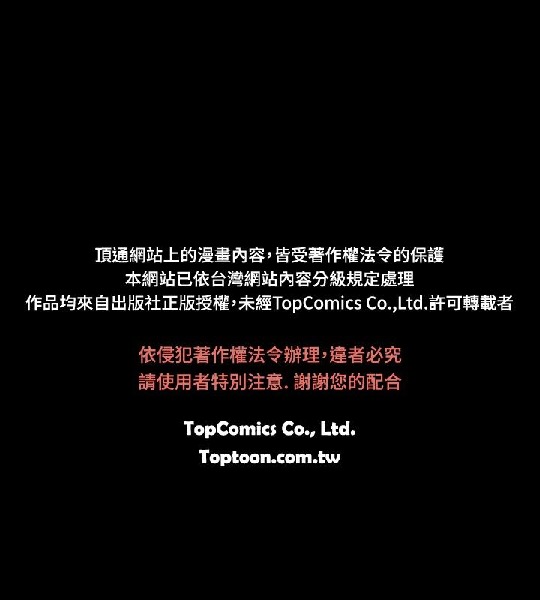 頂通網站上的漫畫內容，皆受著作權法令的保護
本網站已依台灣網站內容分級規定處理
作品均來自出版社正版授權，未經TopComics Co.,Ltd.許可轉載者
依侵犯著作權法令辦理，違者必究
請使用者特別注意. 謝謝您的配合
TopComics Co., Ltd.
Toptoon.com.tw